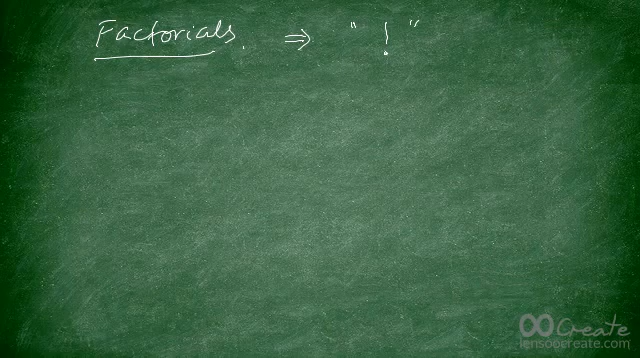 Factorials. ⇒ " ! "
∞ Create
lensoocreate.com